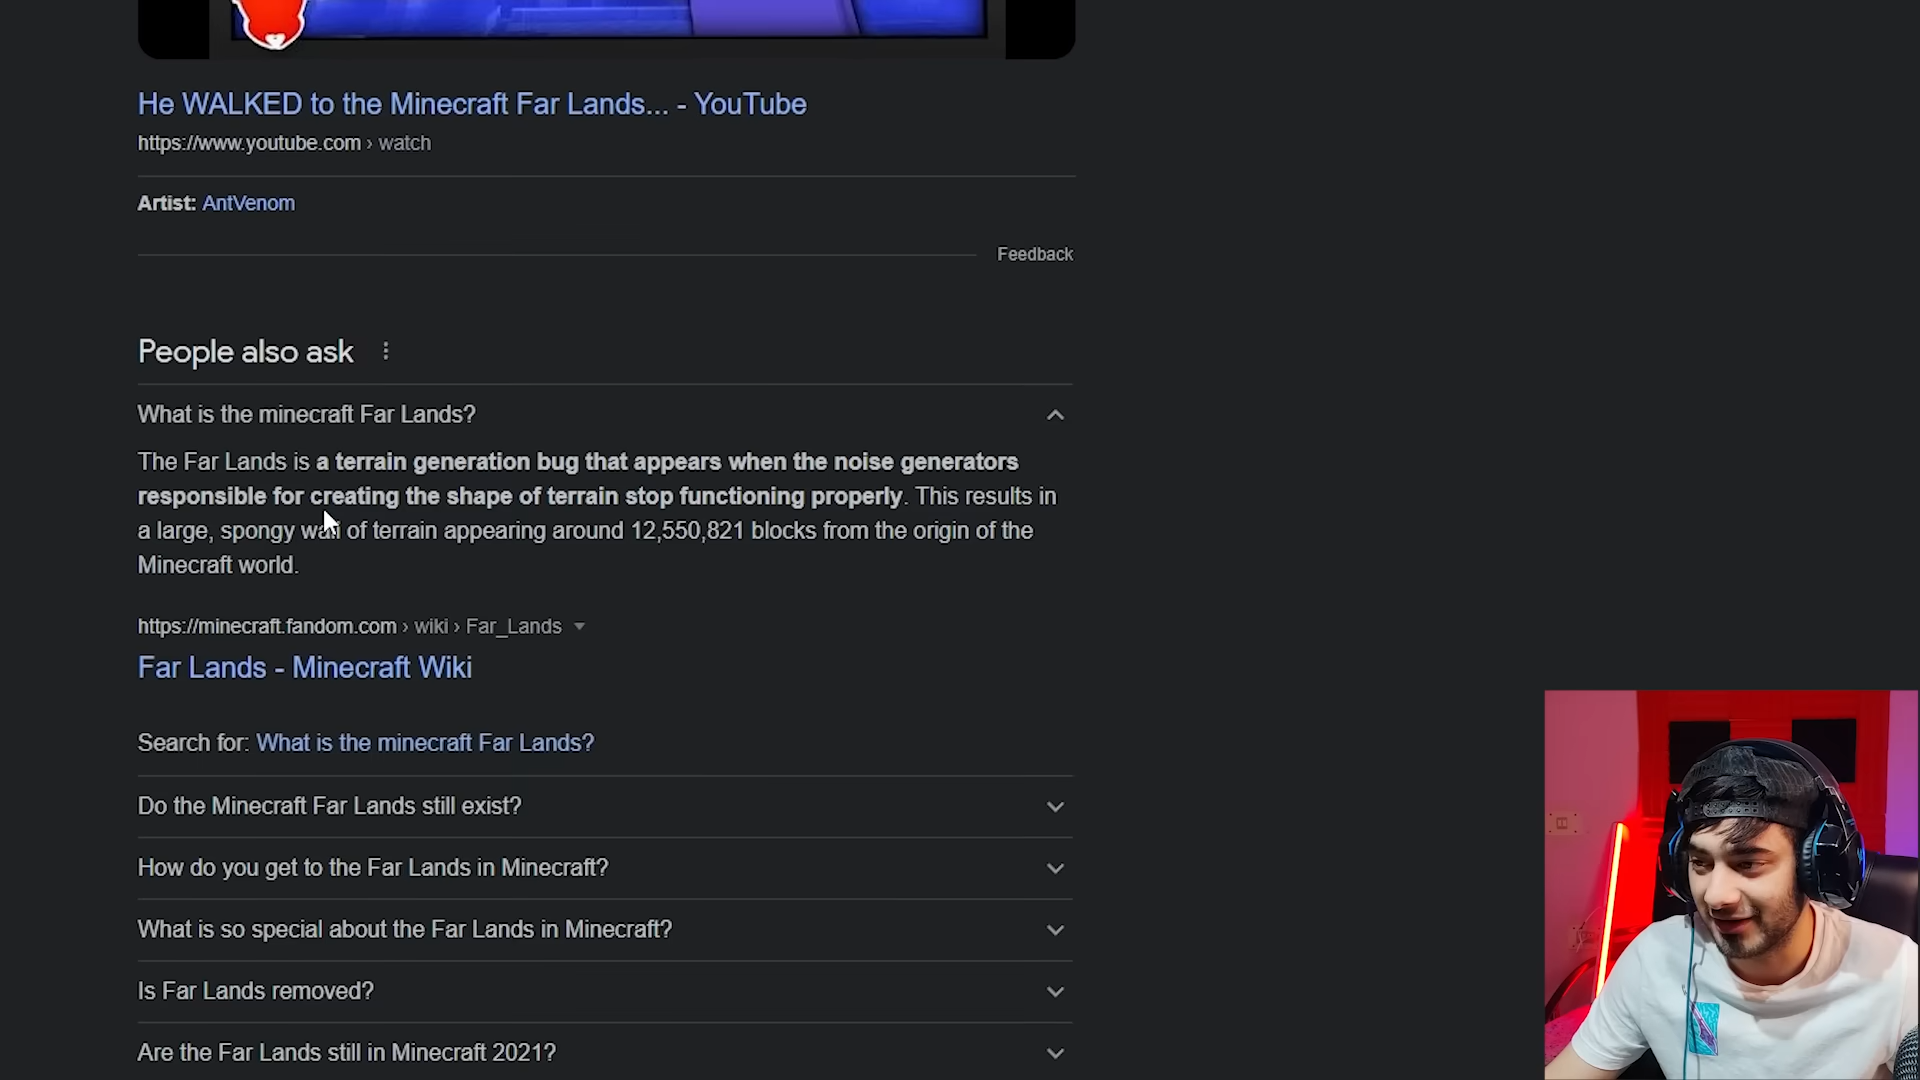 He WALKED to the Minecraft Far Lands... - YouTube
https://www.youtube.com › watch
Artist: AntVenom
Feedback
People also ask
What is the minecraft Far Lands?
The Far Lands is a terrain generation bug that appears when the noise generators
responsible for creating the shape of terrain stop functioning properly. This results in
a large, spongy wall of terrain appearing around 12,550,821 blocks from the origin of the
Minecraft world.
https://minecraft.fandom.com › wiki › Far_Lands
Far Lands - Minecraft Wiki
Search for: What is the minecraft Far Lands?
Do the Minecraft Far Lands still exist?
How do you get to the Far Lands in Minecraft?
What is so special about the Far Lands in Minecraft?
Is Far Lands removed?
Are the Far Lands still in Minecraft 2021?